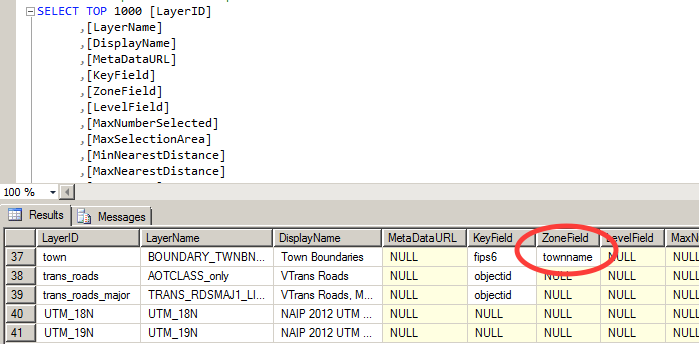 SELECT TOP 1000 [LayerID]
,[LayerName]
,[DisplayName]
,[MetaDataURL]
,[KeyField]
,[ZoneField]
,[LevelField]
,[MaxNumberSelected]
,[MaxSelectionArea]
,[MinNearestDistance]
,[MaxNearestDistance]
100 %
Results Messages
LayerID LayerName DisplayName MetaDataURL KeyField ZoneField LevelField MaxN
37 town BOUNDARY_TWNBN... Town Boundaries NULL fips6 townname NULL NULL
38 trans_roads AOTCLASS_only VTrans Roads NULL objectid NULL NULL NULL
39 trans_roads_major TRANS_RDSMAJ1_LI... VTrans Roads, M... NULL objectid NULL NULL NULL
40 UTM_18N UTM_18N NAIP 2012 UTM ... NULL NULL NULL NULL NULL
41 UTM_19N UTM_19N NAIP 2012 UTM ... NULL NULL NULL NULL NULL